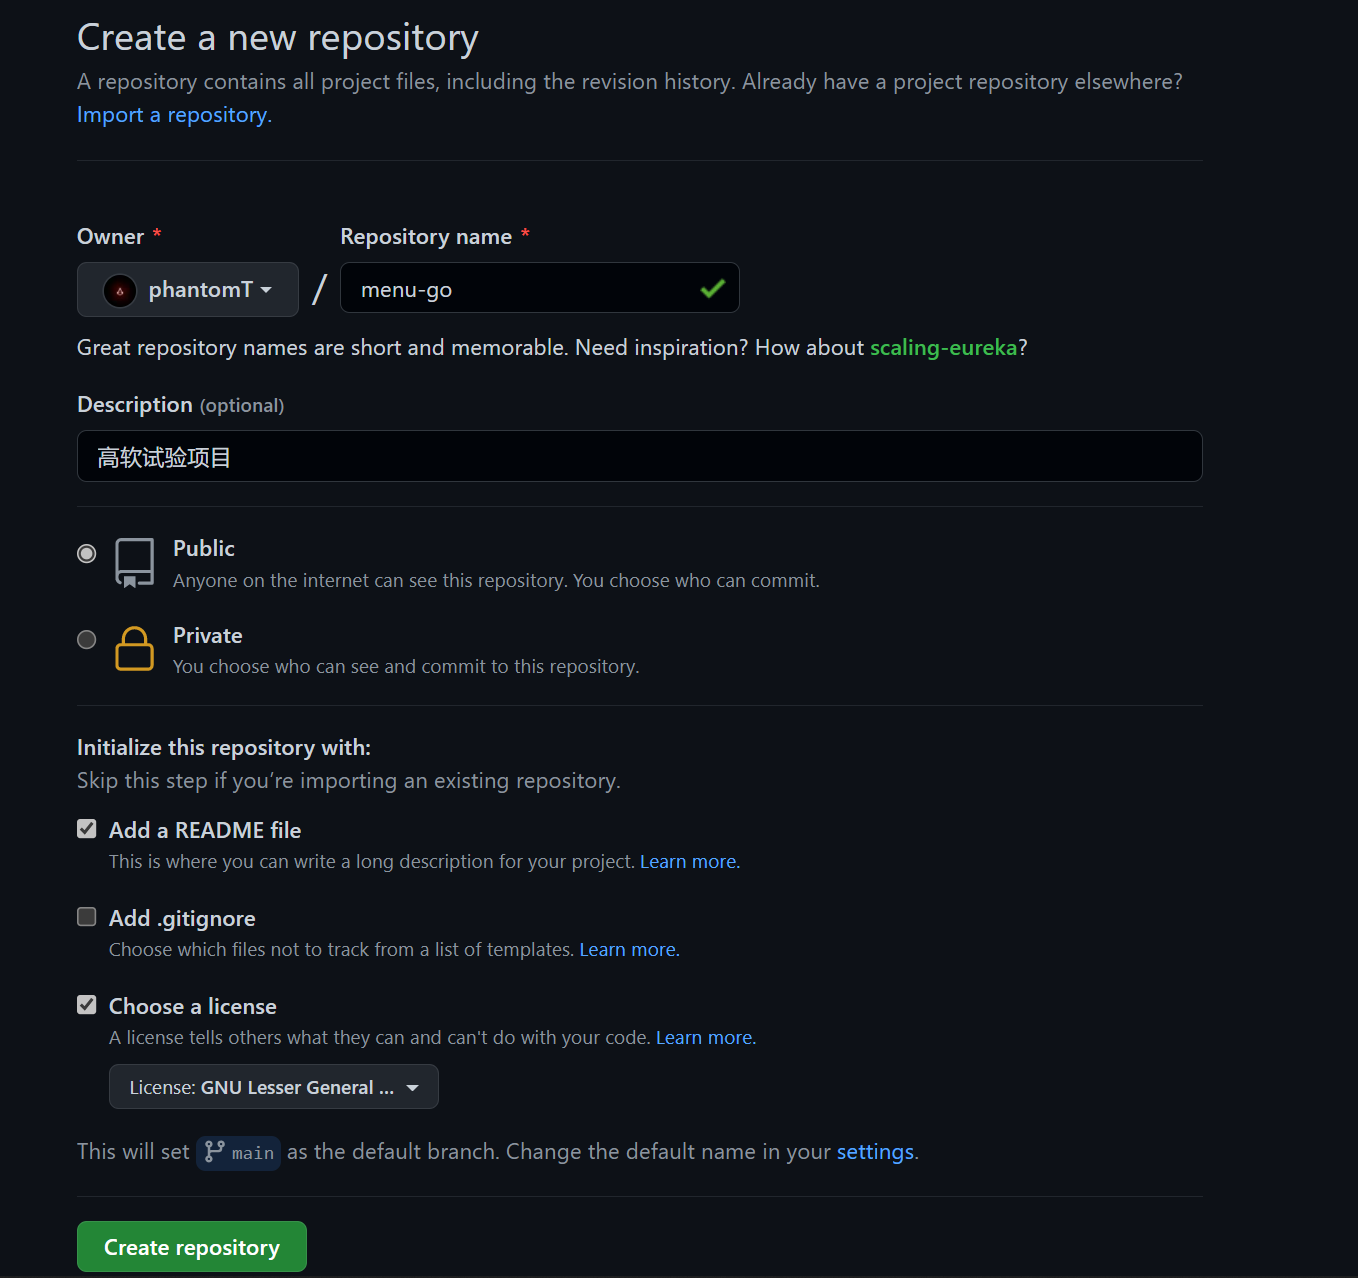 Create a new repository
A repository contains all project files, including the revision history. Already have a project repository elsewhere?
Import a repository.
Owner * Repository name *
phantomT / menu-go
Great repository names are short and memorable. Need inspiration? How about scaling-eureka?
Description (optional)
高软试验项目
Public
Anyone on the internet can see this repository. You choose who can commit.
Private
You choose who can see and commit to this repository.
Initialize this repository with:
Skip this step if you’re importing an existing repository.
Add a README file
This is where you can write a long description for your project. Learn more.
Add .gitignore
Choose which files not to track from a list of templates. Learn more.
Choose a license
A license tells others what they can and can't do with your code. Learn more.
License: GNU Lesser General ...
This will set main as the default branch. Change the default name in your settings.
Create repository